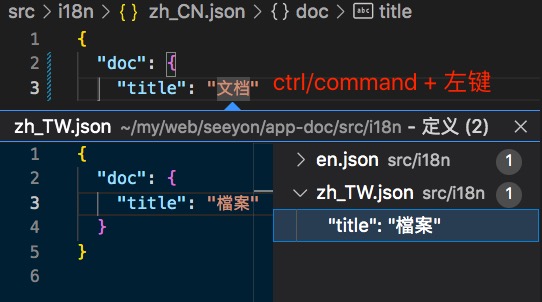 src > i18n > {} zh_CN.json > {} doc > abc title
1 {
2 "doc": {
3 "title": "文档"
ctrl/command + 左键
zh_TW.json ~/my/web/seeyon/app-doc/src/i18n - 定义 (2)
1 {
2 "doc": {
3 "title": "檔案"
4 }
5 }
6
en.json src/i18n 1
zh_TW.json src/i18n 1
"title": "檔案"